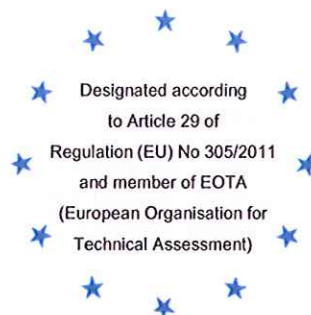 Designated according
to Article 29 of
Regulation (EU) No 305/2011
and member of EOTA
(European Organisation for
Technical Assessment)